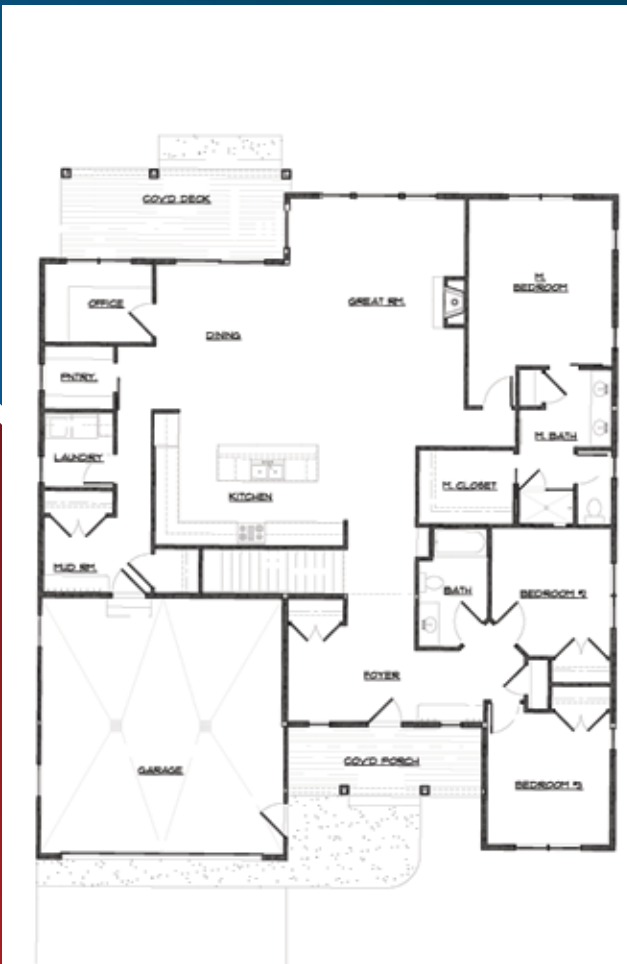 COV'D DECK
OFFICE
GREAT RM.
M.
BEDROOM
DINING
PNTRY.
M. BATH
LAUNDRY
KITCHEN
M. CLOSET
MUD RM.
BATH
BEDROOM #2
FOYER
COV'D PORCH
GARAGE
BEDROOM #3